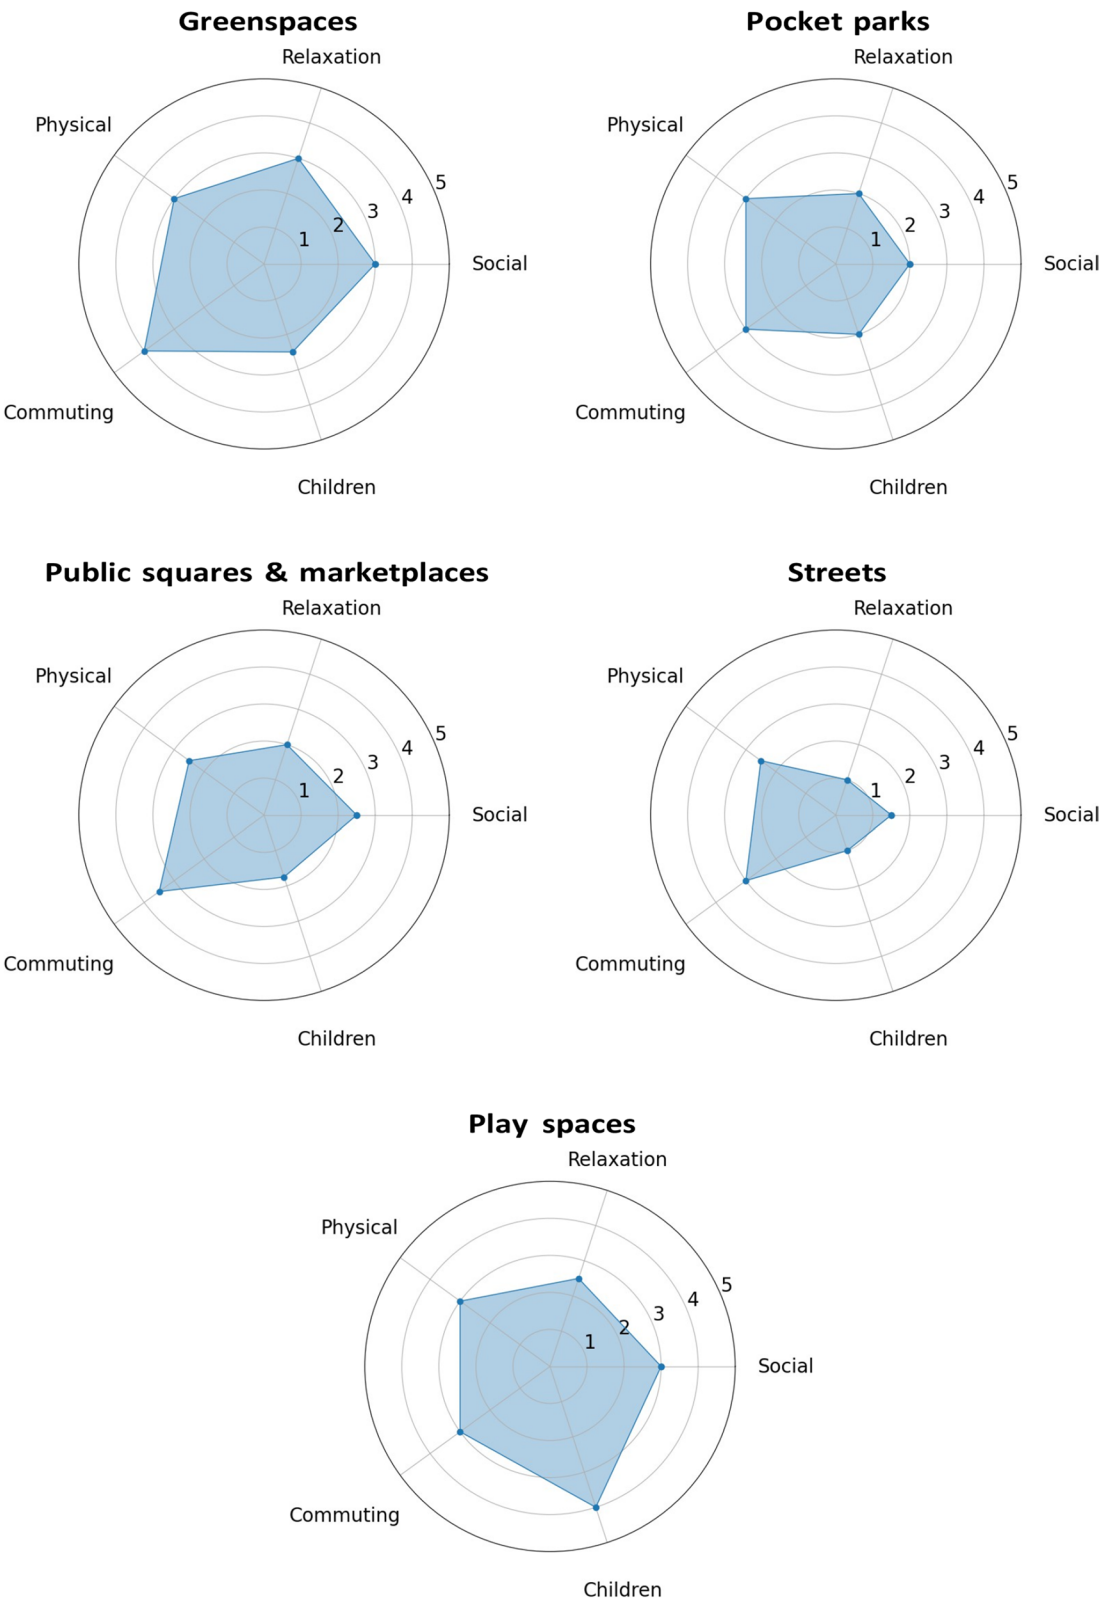 Greenspaces
Relaxation
Physical
5
4
3
2
1
Social
Commuting
Children
Pocket parks
Relaxation
Physical
5
4
3
2
1
Social
Commuting
Children
Public squares & marketplaces
Relaxation
Physical
5
4
3
2
1
Social
Commuting
Children
Streets
Relaxation
Physical
5
4
3
2
1
Social
Commuting
Children
Play spaces
Relaxation
Physical
5
4
3
2
1
Social
Commuting
Children